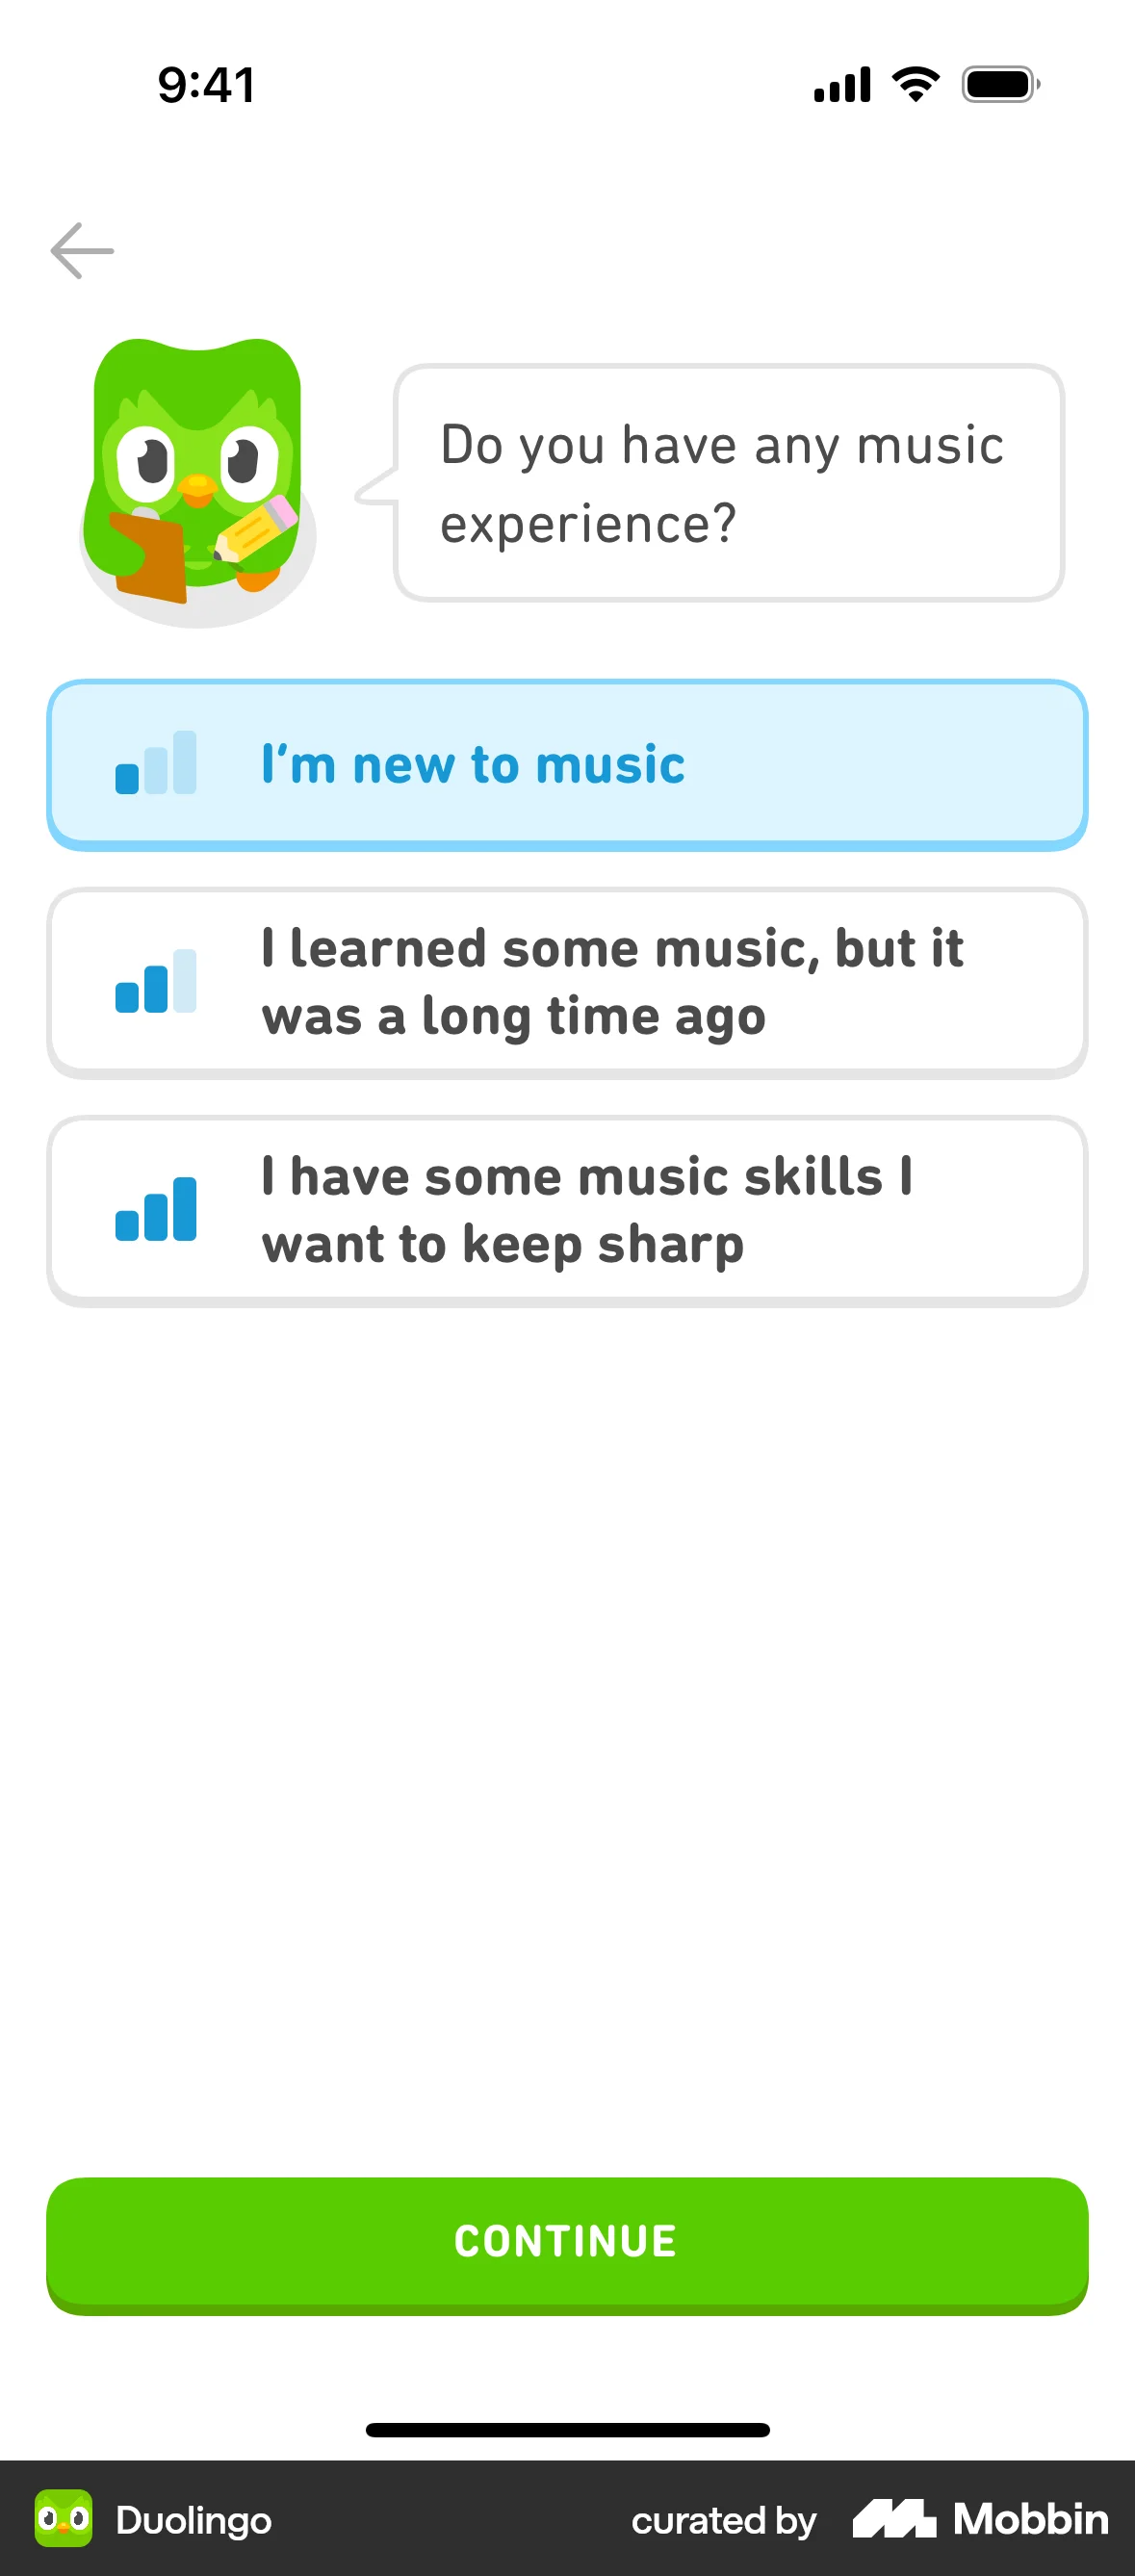 9:41
Do you have any music
experience?
I’m new to music
I learned some music, but it
was a long time ago
I have some music skills I
want to keep sharp
CONTINUE
Duolingo
curated by Mobbin